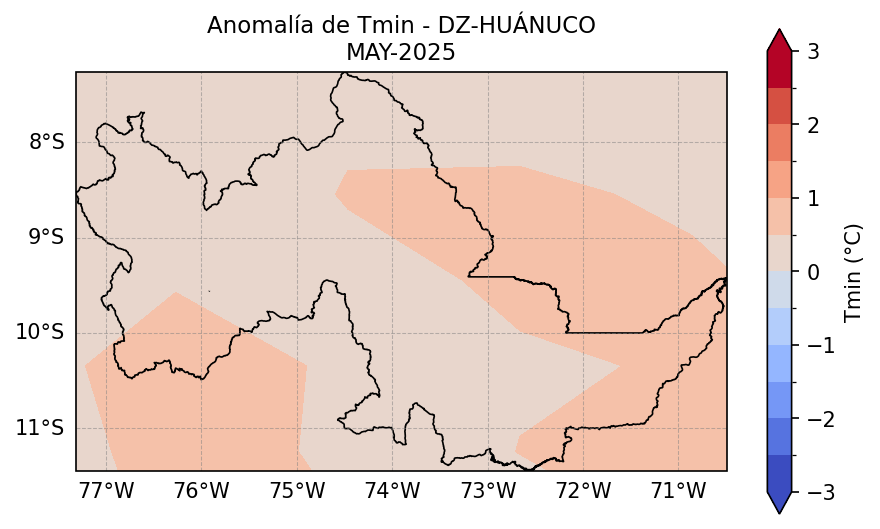 Anomalía de Tmin - DZ-HUÁNUCO
MAY-2025
8°S
9°S
10°S
11°S
77°W 76°W 75°W 74°W 73°W 72°W 71°W
3
2
1
0
−1
−2
−3
Tmin (°C)